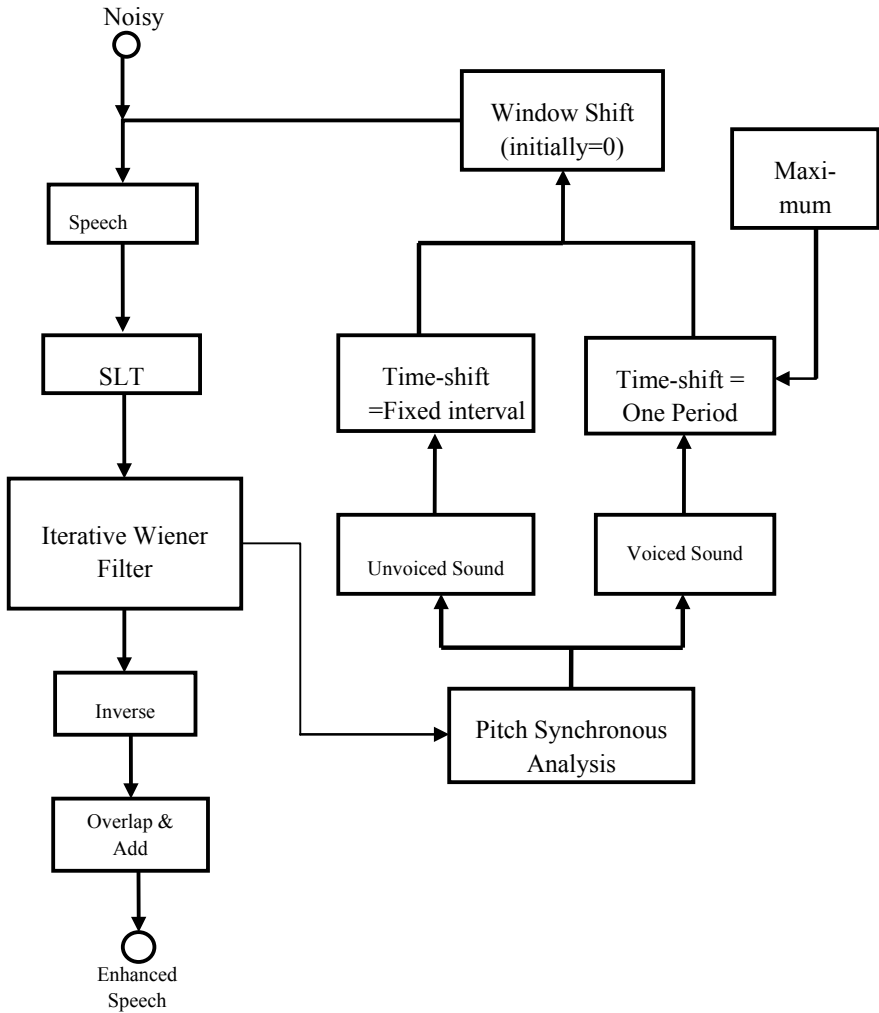 Noisy
Window Shift
(initially=0)
Maxi-
mum
Speech
SLT
Time-shift
=Fixed interval
Time-shift =
One Period
Iterative Wiener
Filter
Unvoiced Sound
Voiced Sound
Inverse
Pitch Synchronous
Analysis
Overlap &
Add
Enhanced
Speech